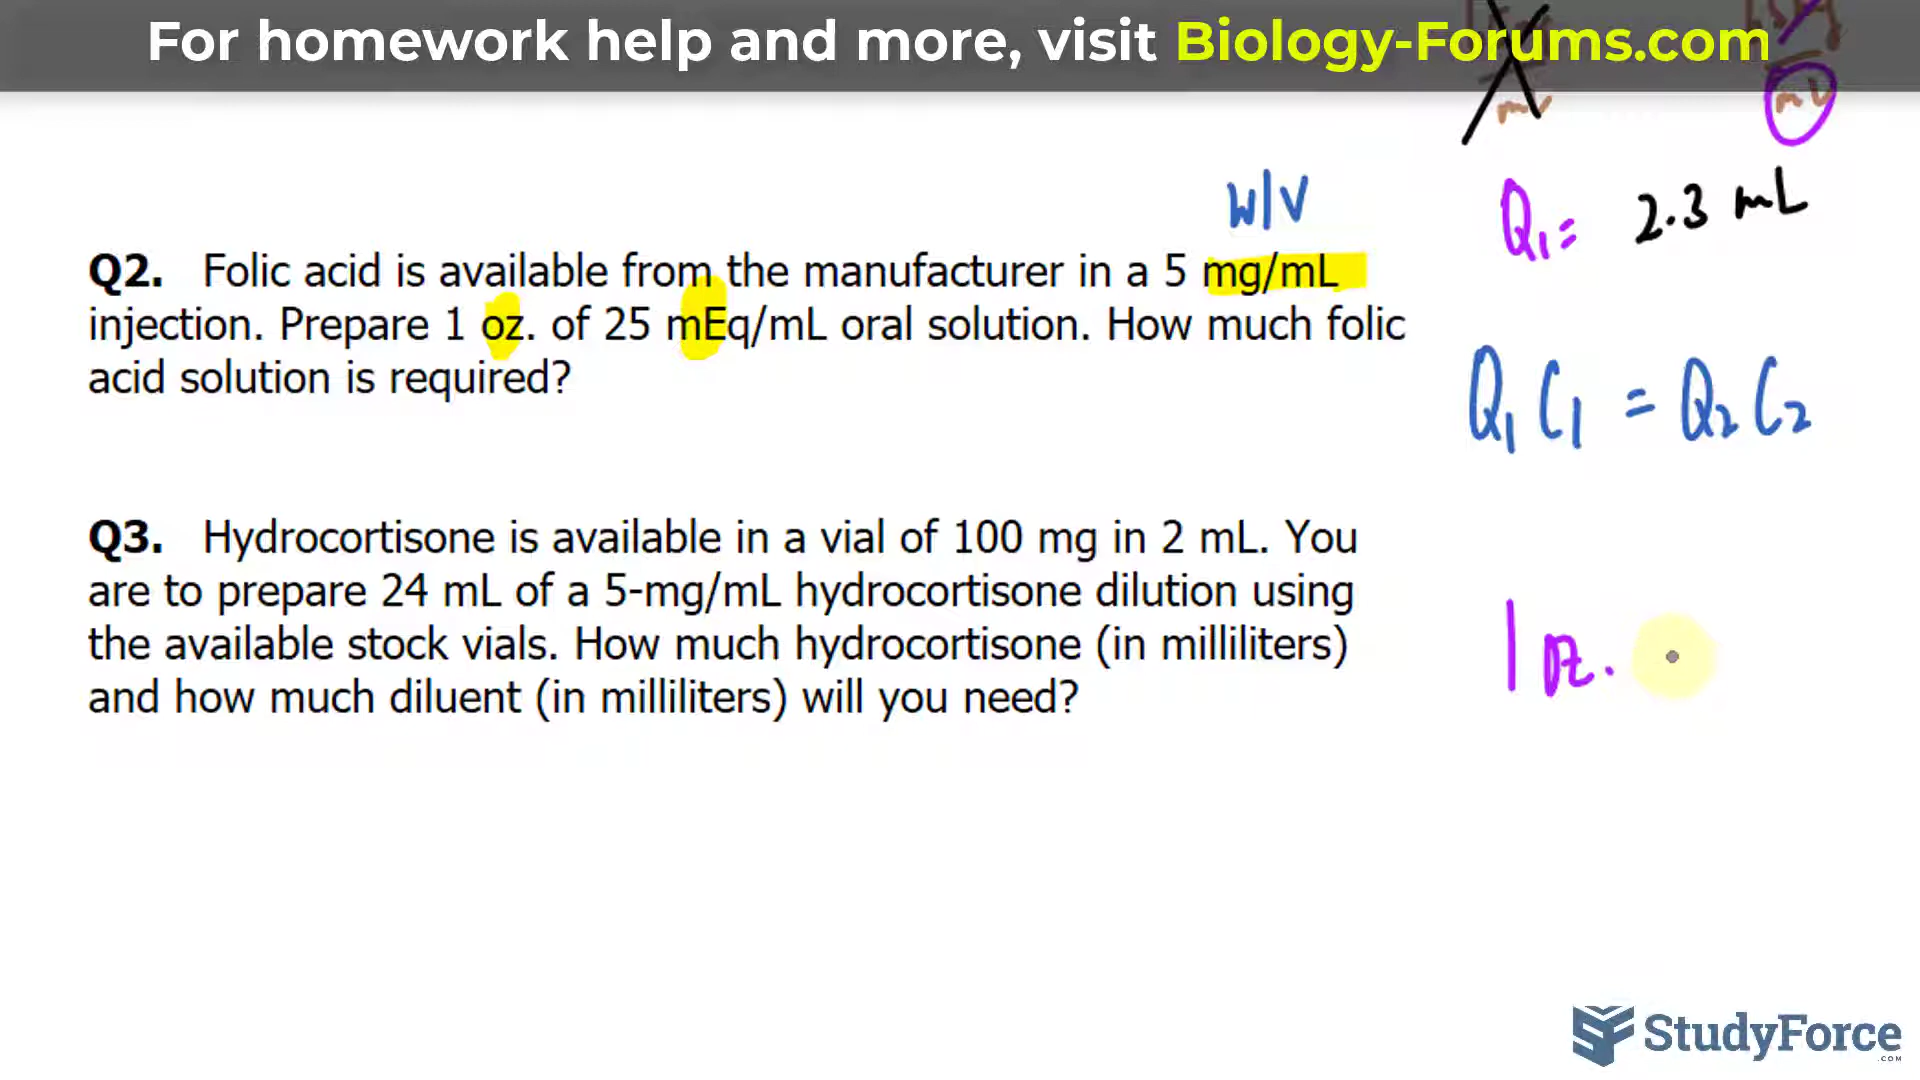 For homework help and more, visit Biology-Forums.com
mL
mL
W/V
Q1= 2.3 mL
Q2. Folic acid is available from the manufacturer in a 5 mg/mL
injection. Prepare 1 oz. of 25 mEq/mL oral solution. How much folic
acid solution is required?
Q1 C1 = Q2 C2
Q3. Hydrocortisone is available in a vial of 100 mg in 2 mL. You
are to prepare 24 mL of a 5-mg/mL hydrocortisone dilution using
the available stock vials. How much hydrocortisone (in milliliters)
and how much diluent (in milliliters) will you need?
1 oz.
StudyForce
.COM